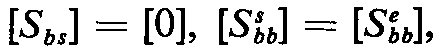 [S_{bs}] = [0], [S^{s}_{bb}] = [S^{e}_{bb}],